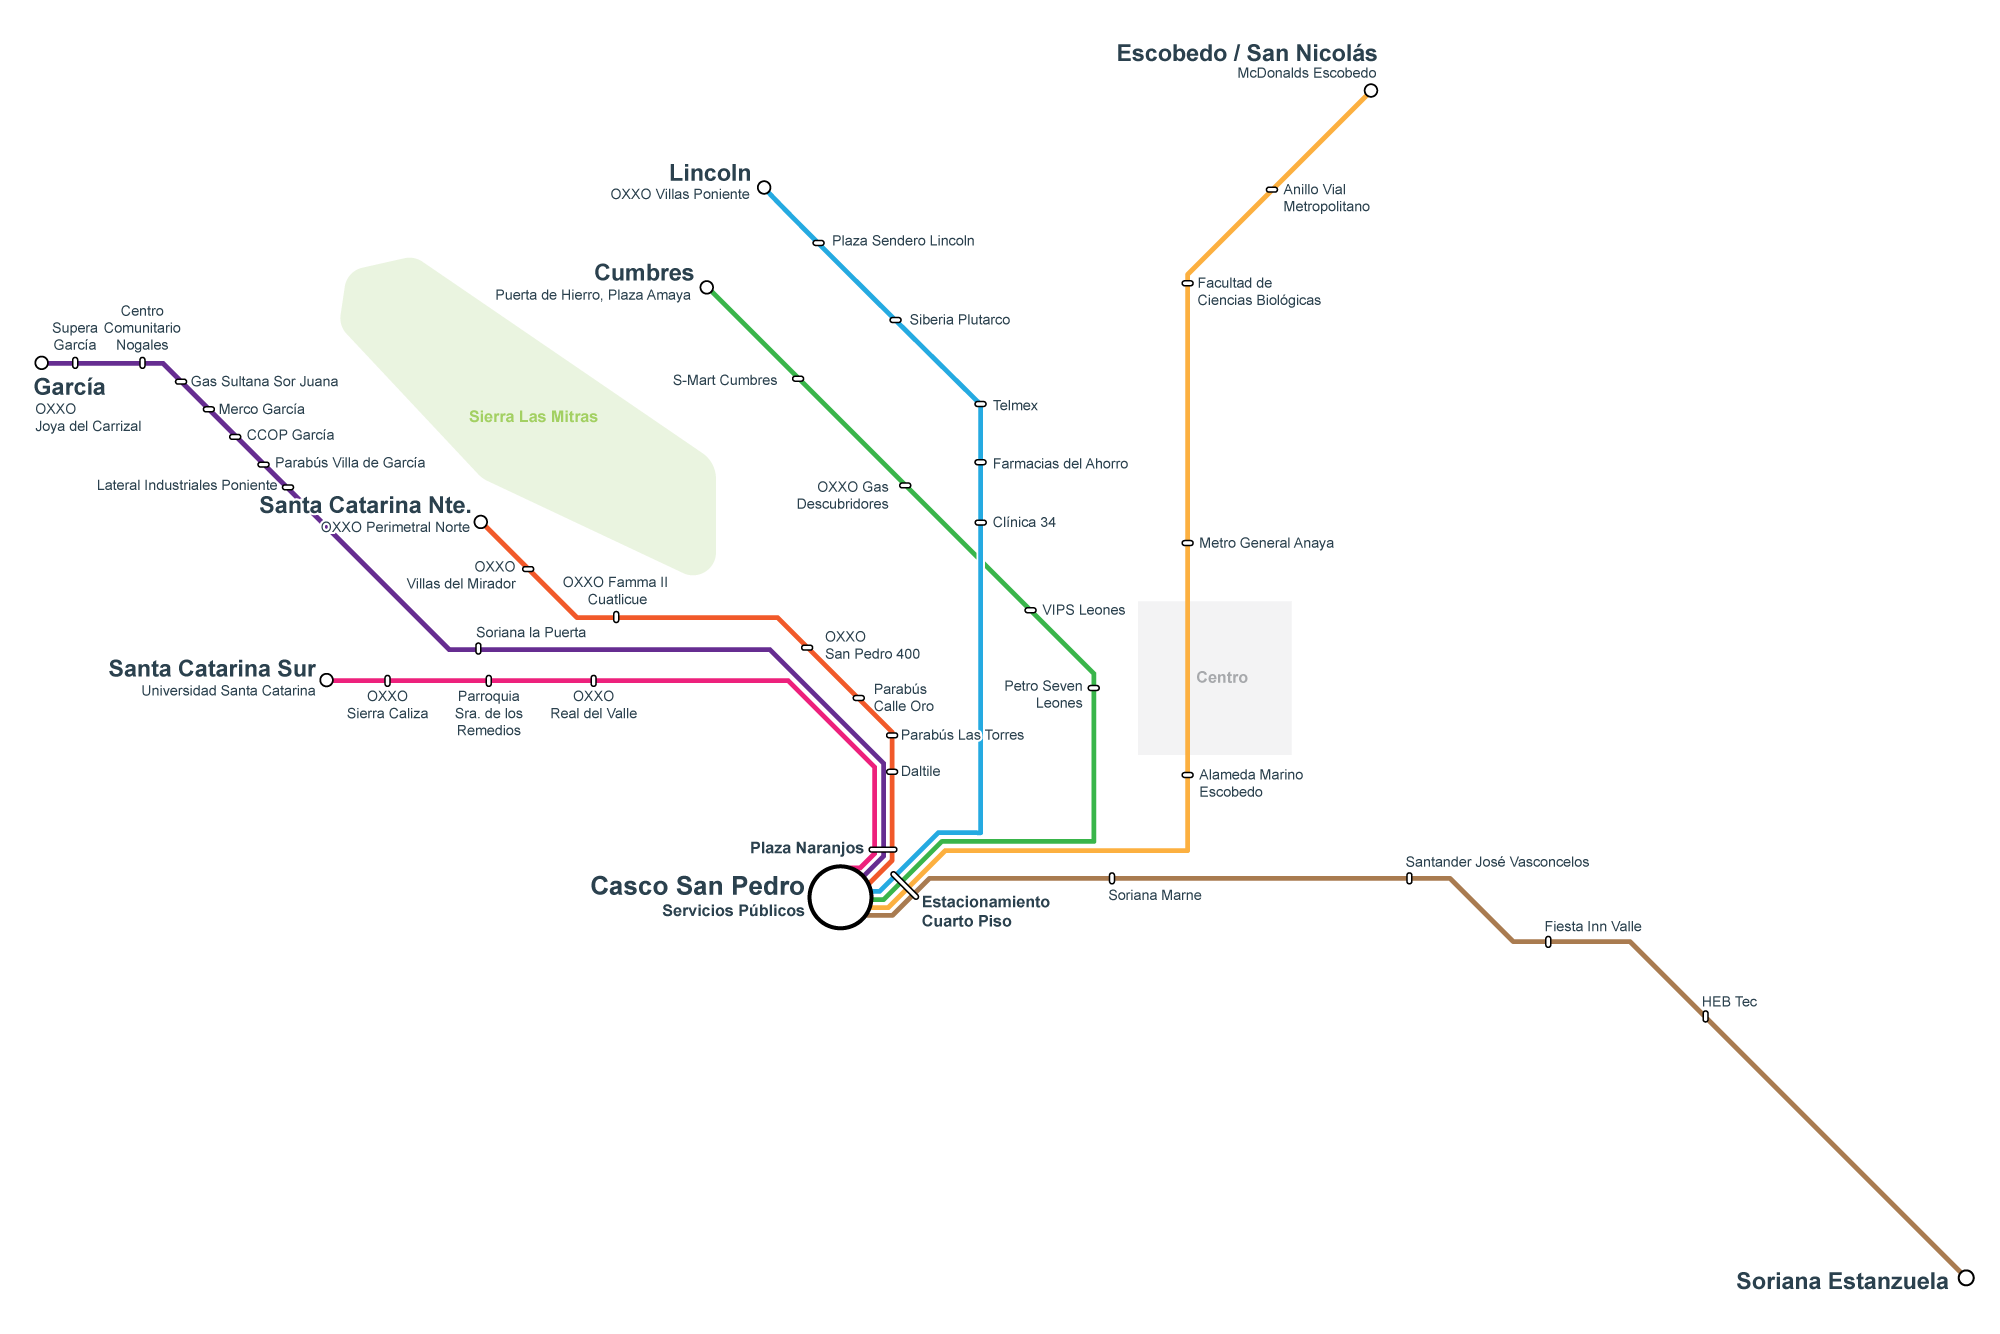 Escobedo / San Nicolás
McDonalds Escobedo
Anillo Vial
Metropolitano
Facultad de
Ciencias Biológicas
Metro General Anaya
Centro
Alameda Marino
Escobedo
Lincoln
OXXO Villas Poniente
Plaza Sendero Lincoln
Siberia Plutarco
Telmex
Farmacias del Ahorro
Clínica 34
Cumbres
Puerta de Hierro, Plaza Amaya
S-Mart Cumbres
OXXO Gas
Descubridores
VIPS Leones
Petro Seven
Leones
Sierra Las Mitras
Supera
García
Centro
Comunitario
Nogales
García
OXXO
Joya del Carrizal
Gas Sultana Sor Juana
Merco García
CCOP García
Parabús Villa de García
Lateral Industriales Poniente
Soriana la Puerta
Santa Catarina Nte.
OXXO Perimetral Norte
OXXO
Villas del Mirador
OXXO Famma II
Cuatlicue
OXXO
San Pedro 400
Parabús
Calle Oro
Parabús Las Torres
Daltile
Santa Catarina Sur
Universidad Santa Catarina
OXXO
Sierra Caliza
Parroquia
Sra. de los
Remedios
OXXO
Real del Valle
Plaza Naranjos
Casco San Pedro
Servicios Públicos
Estacionamiento
Cuarto Piso
Soriana Marne
Santander José Vasconcelos
Fiesta Inn Valle
HEB Tec
Soriana Estanzuela